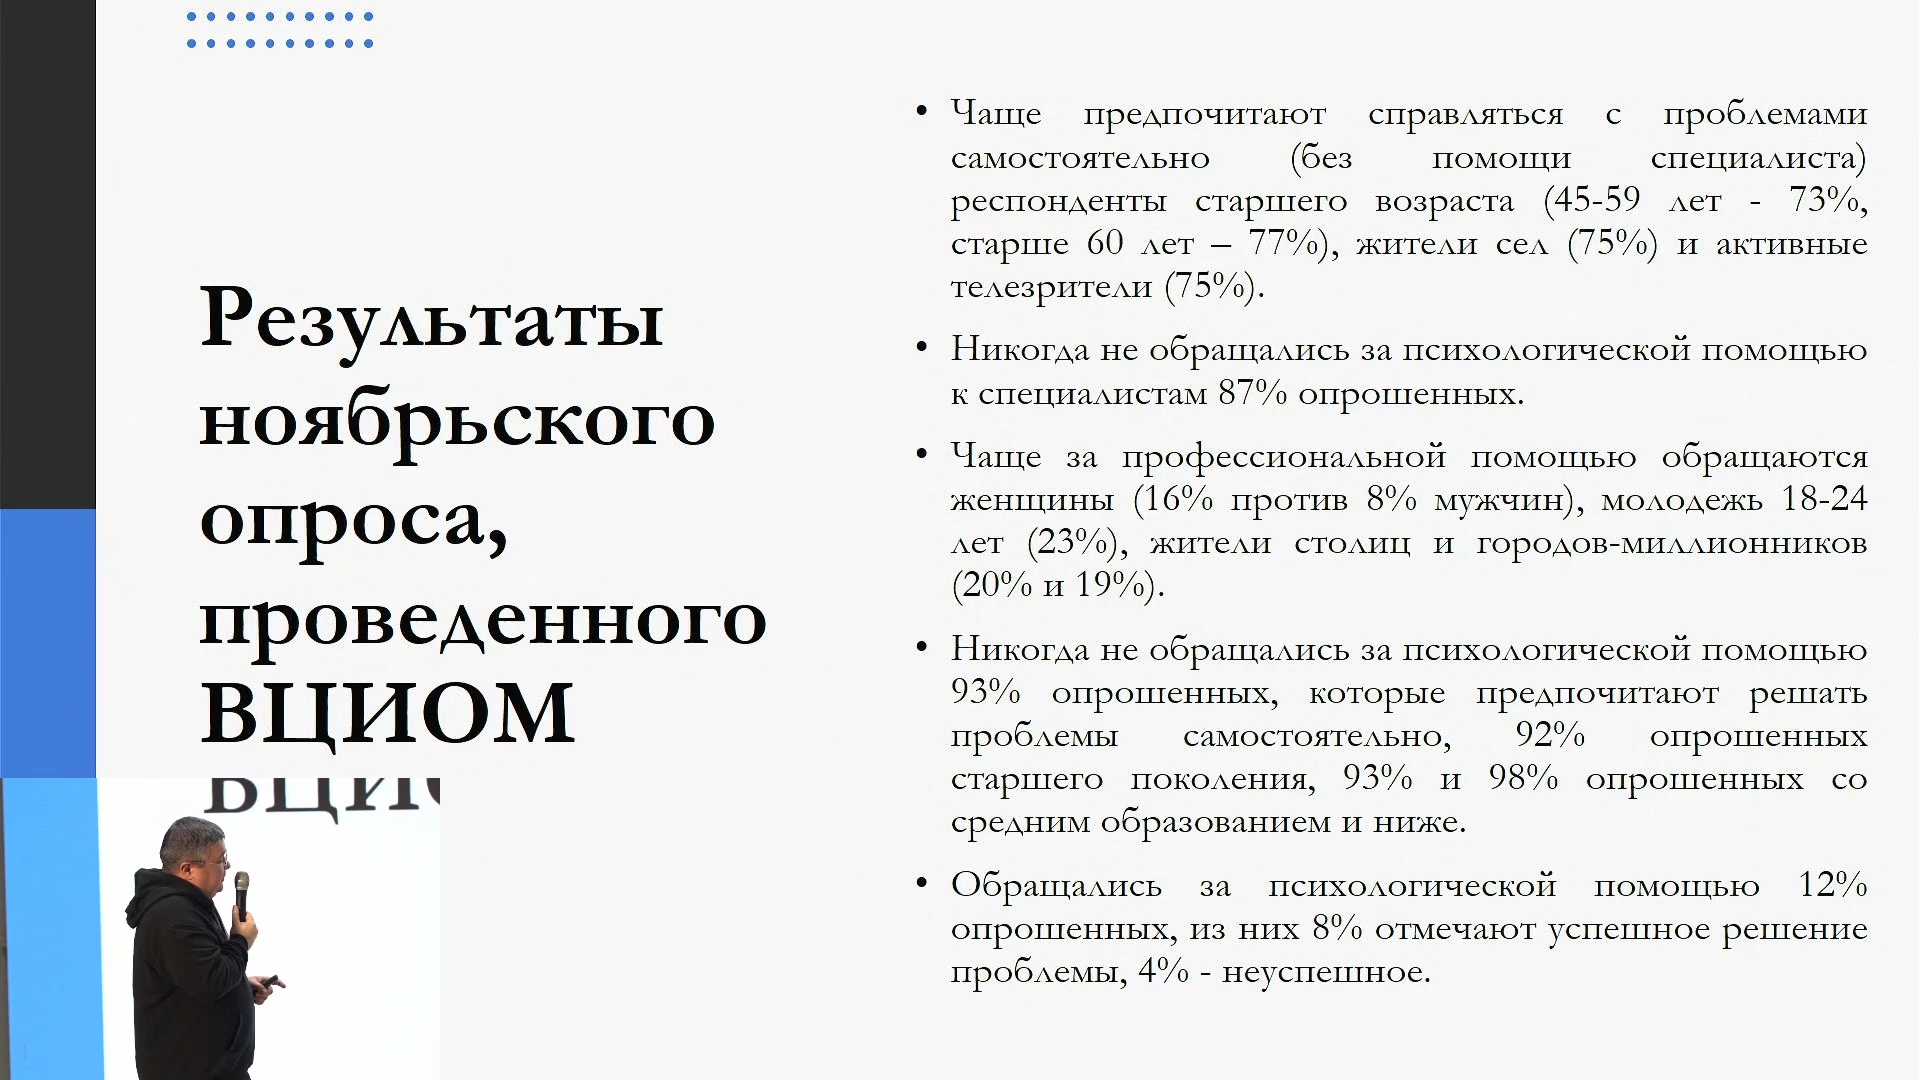 Результаты
ноябрьского
опроса,
проведенного
ВЦИОМ
• Чаще предпочитают справляться с проблемами
самостоятельно (без помощи специалиста)
респонденты старшего возраста (45-59 лет - 73%,
старше 60 лет – 77%), жители сел (75%) и активные
телезрители (75%).
• Никогда не обращались за психологической помощью
к специалистам 87% опрошенных.
• Чаще за профессиональной помощью обращаются
женщины (16% против 8% мужчин), молодежь 18-24
лет (23%), жители столиц и городов-миллионников
(20% и 19%).
• Никогда не обращались за психологической помощью
93% опрошенных, которые предпочитают решать
проблемы самостоятельно, 92% опрошенных
старшего поколения, 93% и 98% опрошенных со
средним образованием и ниже.
• Обращались за психологической помощью 12%
опрошенных, из них 8% отмечают успешное решение
проблемы, 4% - неуспешное.